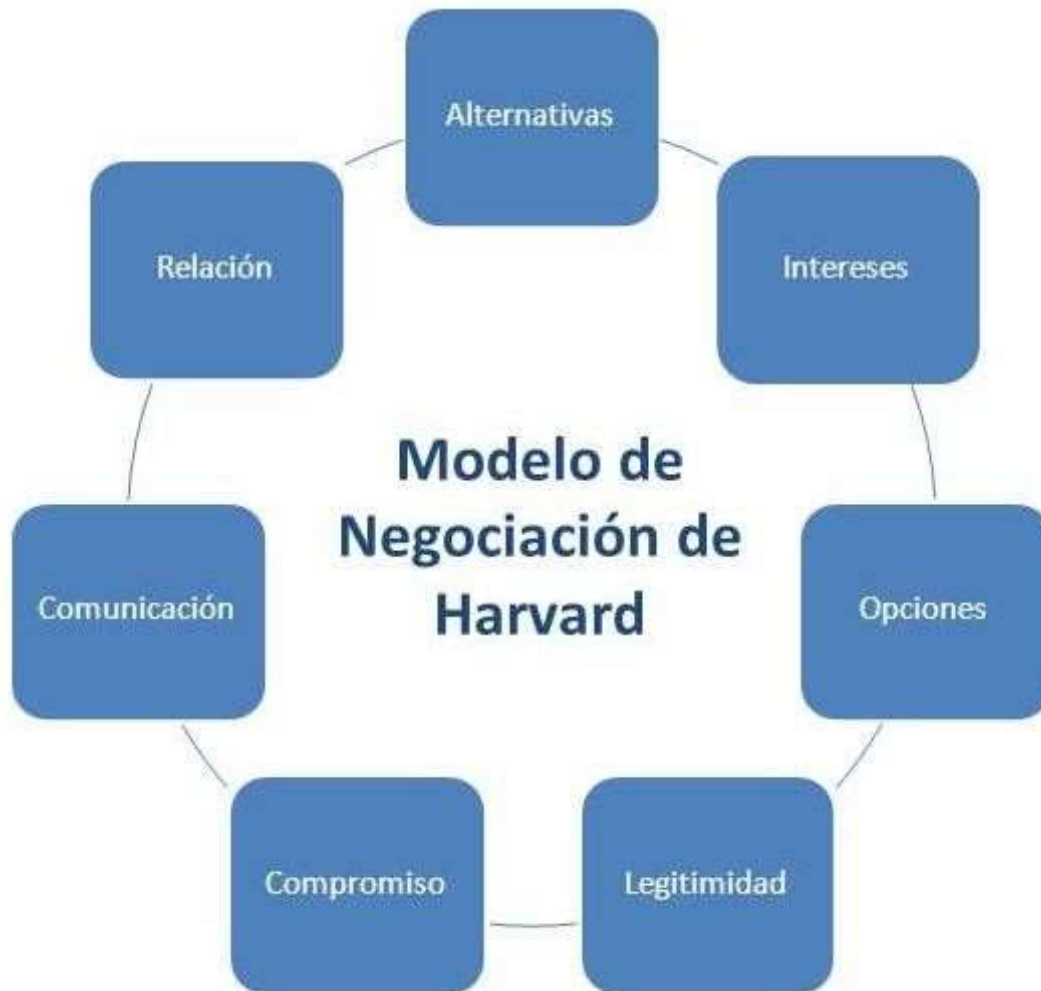 Alternativas
Relación
Intereses
Modelo de
Negociación de
Harvard
Comunicación
Opciones
Compromiso
Legitimidad